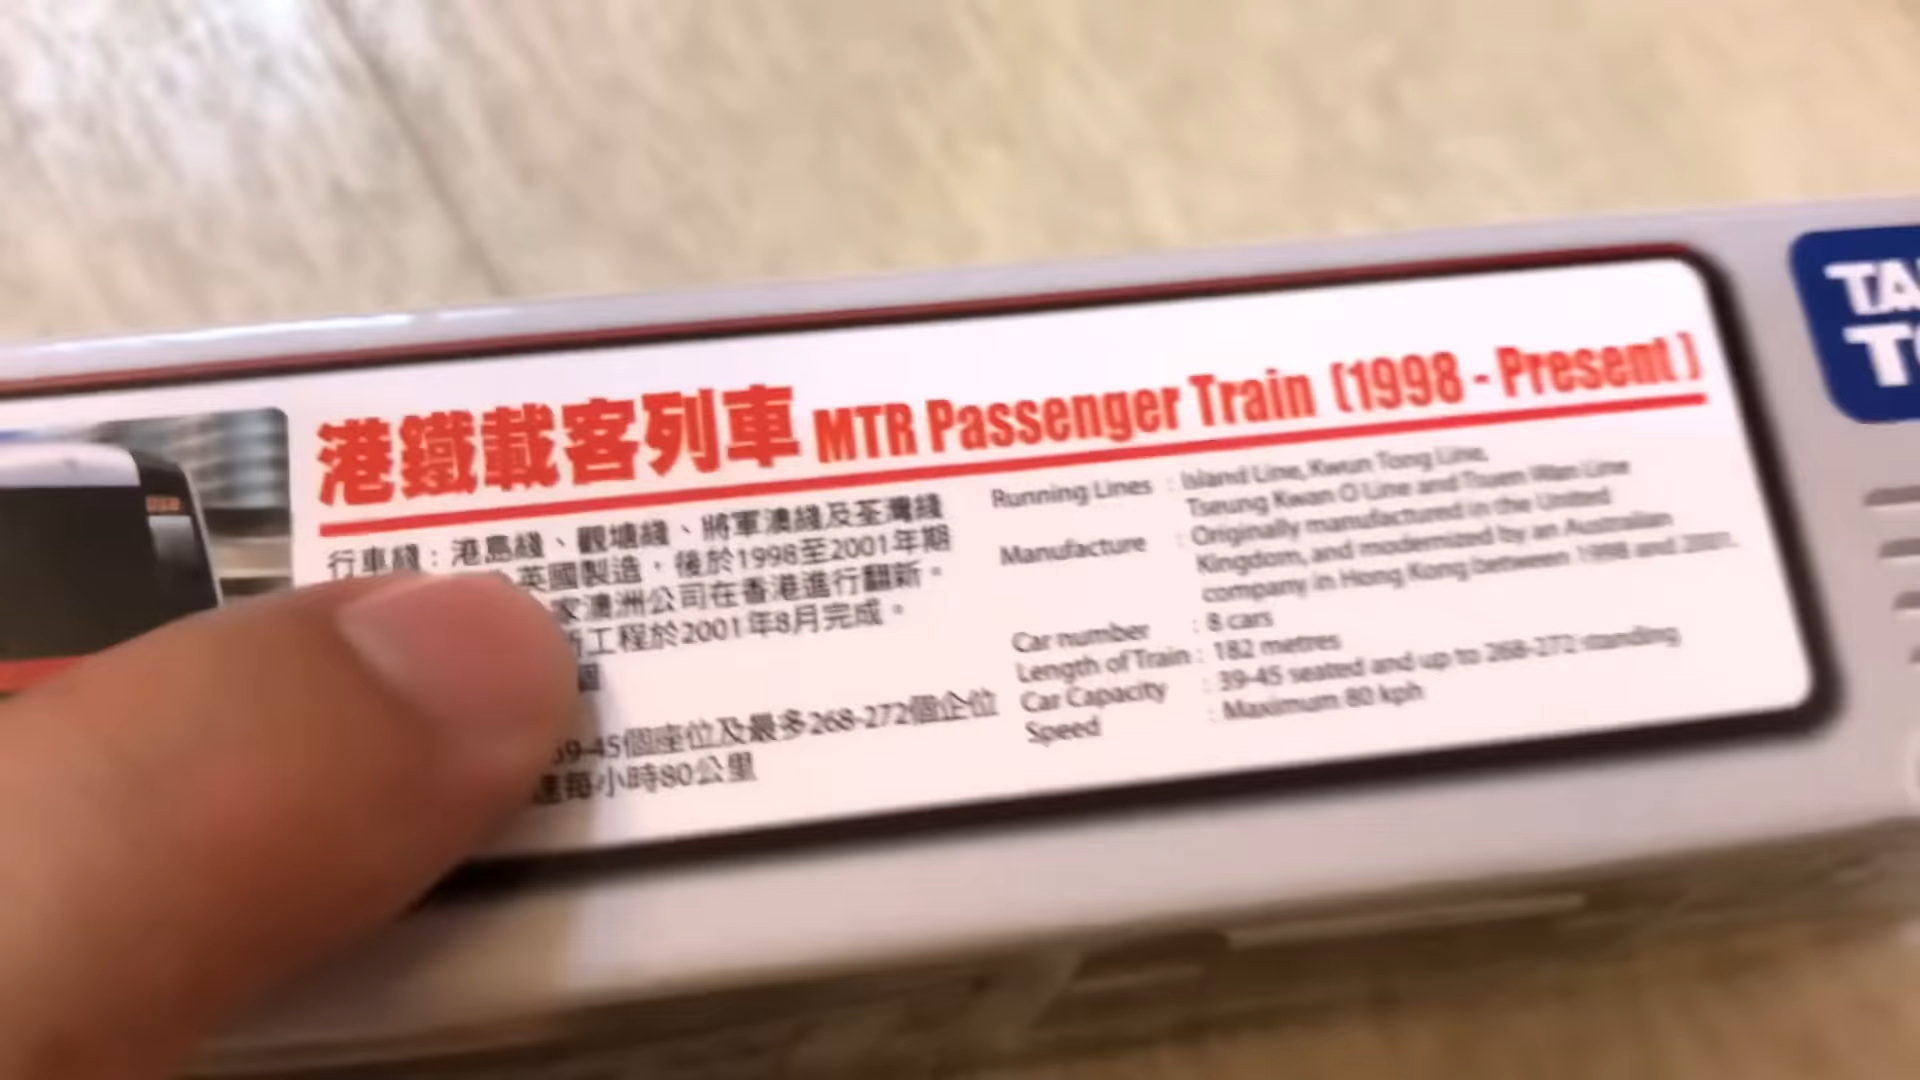 港鐵載客列車 MTR Passenger Train (1998 - Present)
行車綫：港島綫、觀塘綫、將軍澳綫及荃灣綫
英國製造，後於1998至2001年期
家澳洲公司在香港進行翻新。
工程於2001年8月完成。
個
39-45個座位及最多268-272個企位
速每小時80公里
Running Lines : Island Line, Kwun Tong Line,
Tseung Kwan O Line and Tsuen Wan Line
Manufacture : Originally manufactured in the United
Kingdom, and modernized by an Australian
company in Hong Kong between 1998 and 2001.
Car number : 8 cars
Length of Train : 182 metres
Car Capacity : 39-45 seated and up to 268-272 standing
Speed : Maximum 80 kph
TA
TO